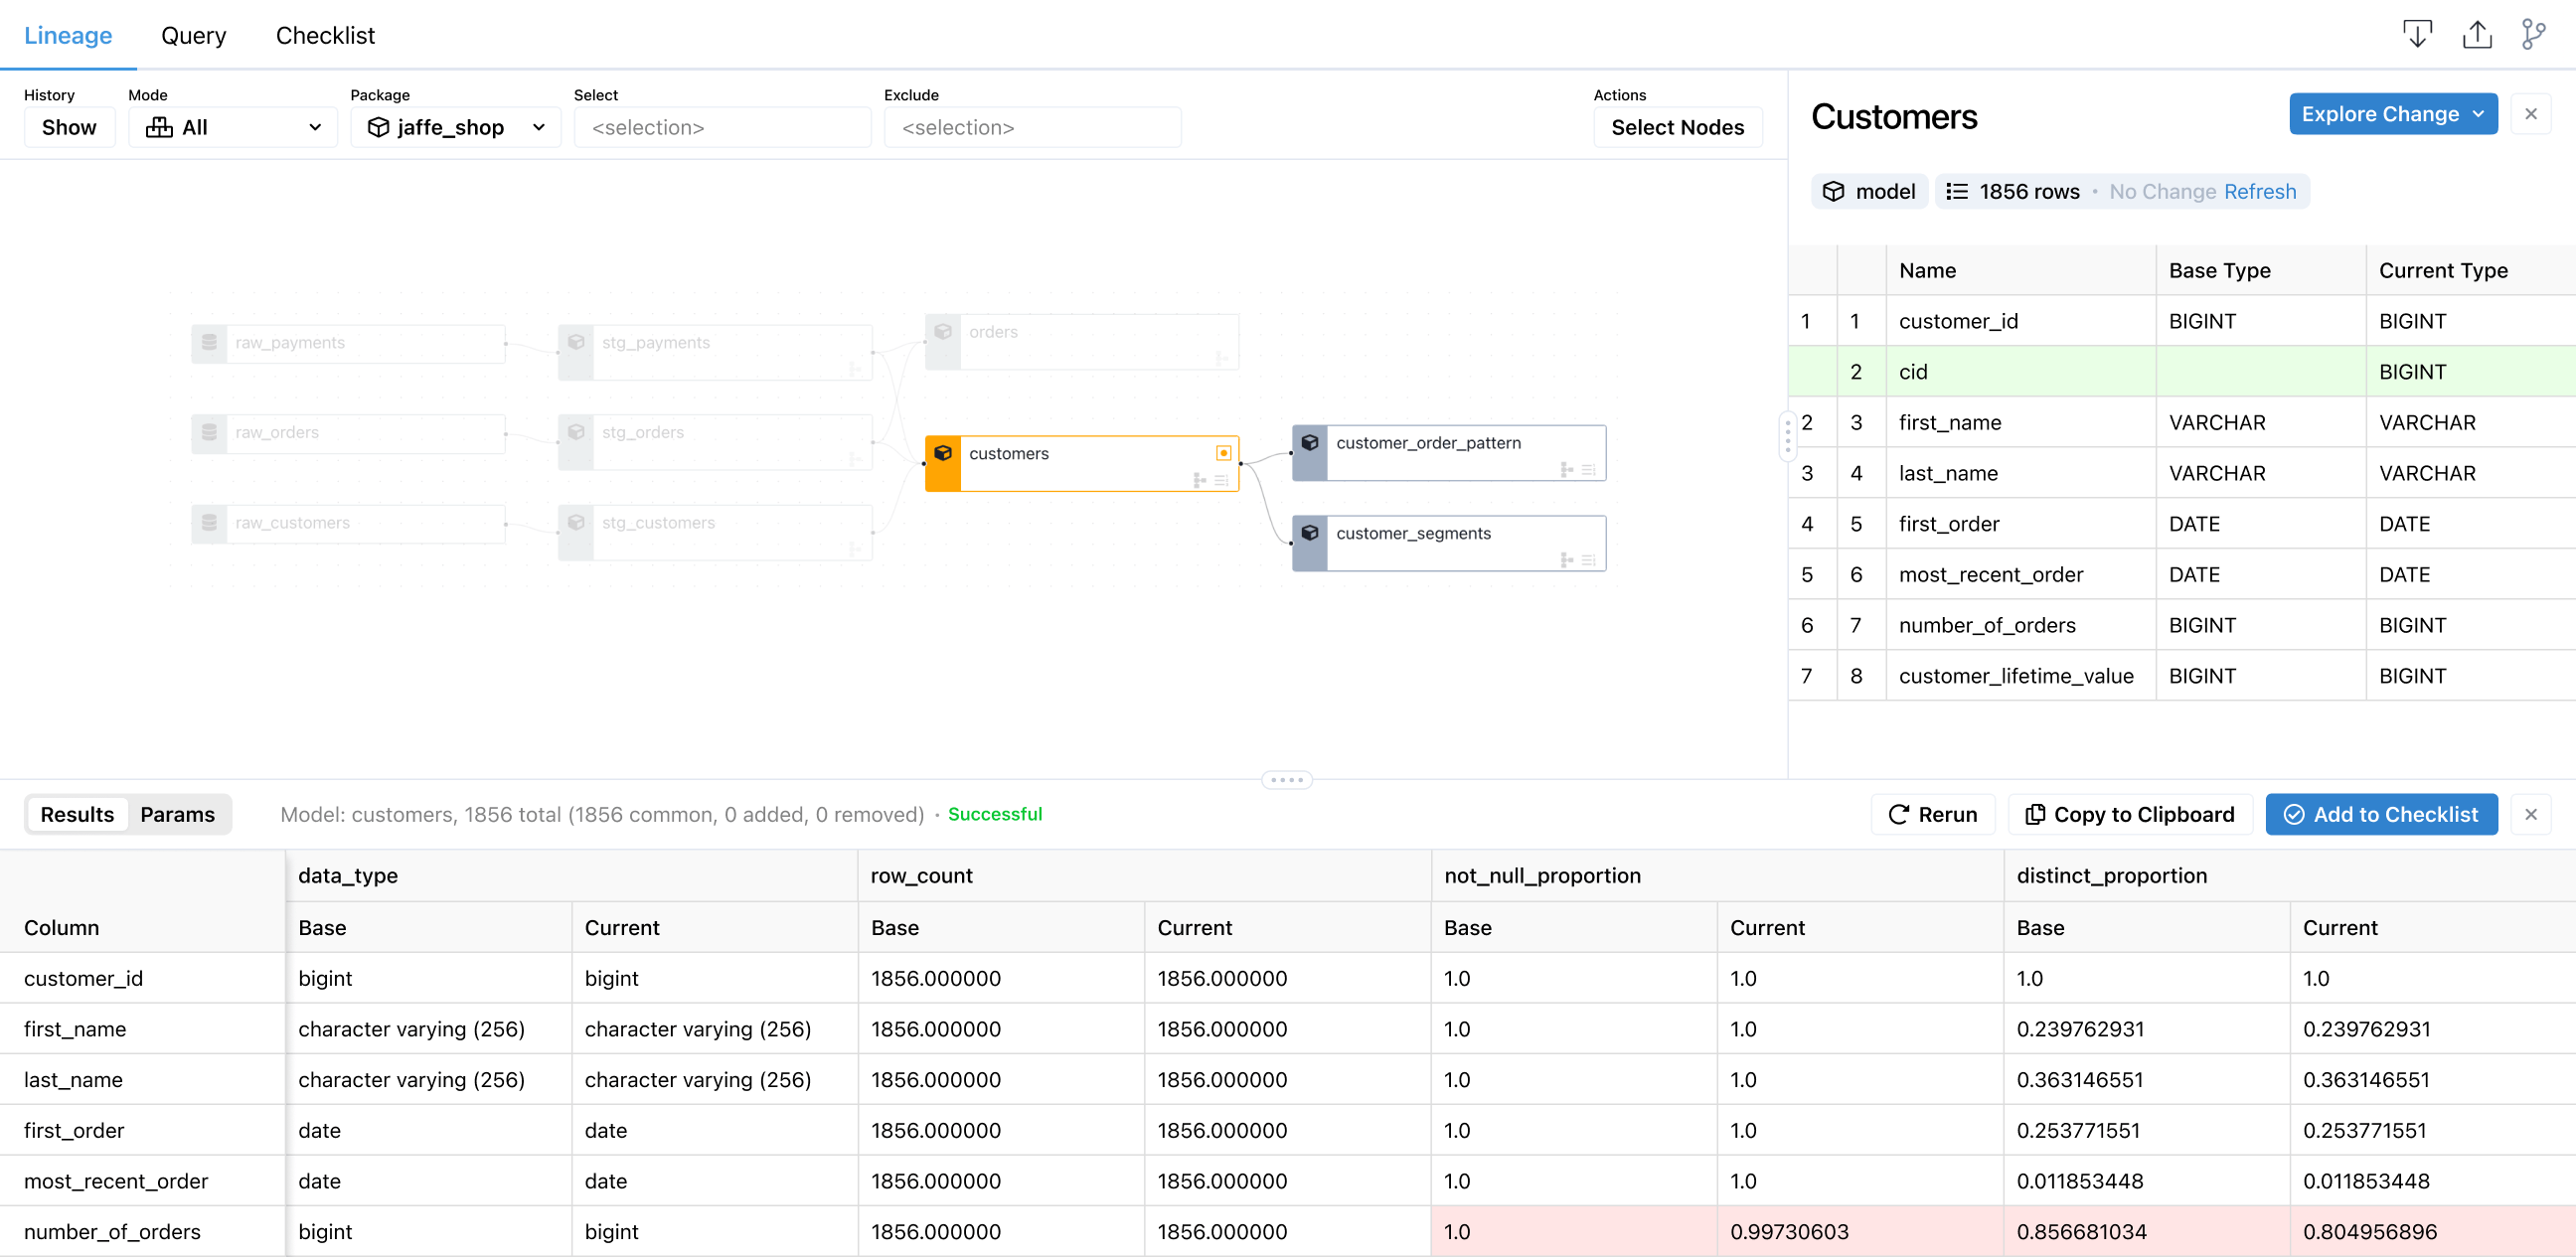 Lineage Query Checklist
History Mode Package Select Exclude Actions
Show All jaffe_shop <selection> <selection> Select Nodes
raw_payments stg_payments orders
raw_orders stg_orders customers customer_order_pattern
raw_customers stg_customers customer_segments
Customers Explore Change
model 1856 rows • No Change Refresh
Name Base Type Current Type
1 1 customer_id BIGINT BIGINT
2 cid BIGINT
2 3 first_name VARCHAR VARCHAR
3 4 last_name VARCHAR VARCHAR
4 5 first_order DATE DATE
5 6 most_recent_order DATE DATE
6 7 number_of_orders BIGINT BIGINT
7 8 customer_lifetime_value BIGINT BIGINT
Results Params Model: customers, 1856 total (1856 common, 0 added, 0 removed) • Successful Rerun Copy to Clipboard Add to Checklist
data_type row_count not_null_proportion distinct_proportion
Column Base Current Base Current Base Current Base Current
customer_id bigint bigint 1856.000000 1856.000000 1.0 1.0 1.0 1.0
first_name character varying (256) character varying (256) 1856.000000 1856.000000 1.0 1.0 0.239762931 0.239762931
last_name character varying (256) character varying (256) 1856.000000 1856.000000 1.0 1.0 0.363146551 0.363146551
first_order date date 1856.000000 1856.000000 1.0 1.0 0.253771551 0.253771551
most_recent_order date date 1856.000000 1856.000000 1.0 1.0 0.011853448 0.011853448
number_of_orders bigint bigint 1856.000000 1856.000000 1.0 0.99730603 0.856681034 0.804956896